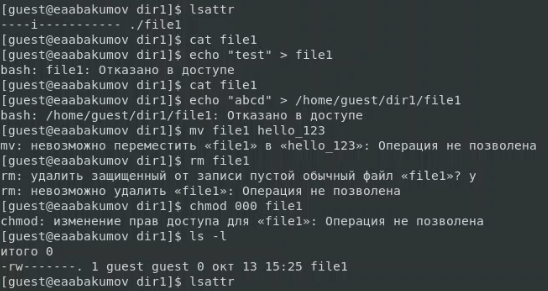 [guest@eaabakumov dir1]$ lsattr
----i----------- ./file1
[guest@eaabakumov dir1]$ cat file1
[guest@eaabakumov dir1]$ echo "test" > file1
bash: file1: Отказано в доступе
[guest@eaabakumov dir1]$ cat file1
[guest@eaabakumov dir1]$ echo "abcd" > /home/guest/dir1/file1
bash: /home/guest/dir1/file1: Отказано в доступе
[guest@eaabakumov dir1]$ mv file1 hello_123
mv: невозможно переместить «file1» в «hello_123»: Операция не позволена
[guest@eaabakumov dir1]$ rm file1
rm: удалить защищенный от записи пустой обычный файл «file1»? y
rm: невозможно удалить «file1»: Операция не позволена
[guest@eaabakumov dir1]$ chmod 000 file1
chmod: изменение прав доступа для «file1»: Операция не позволена
[guest@eaabakumov dir1]$ ls -l
итого 0
-rw-------. 1 guest guest 0 окт 13 15:25 file1
[guest@eaabakumov dir1]$ lsattr